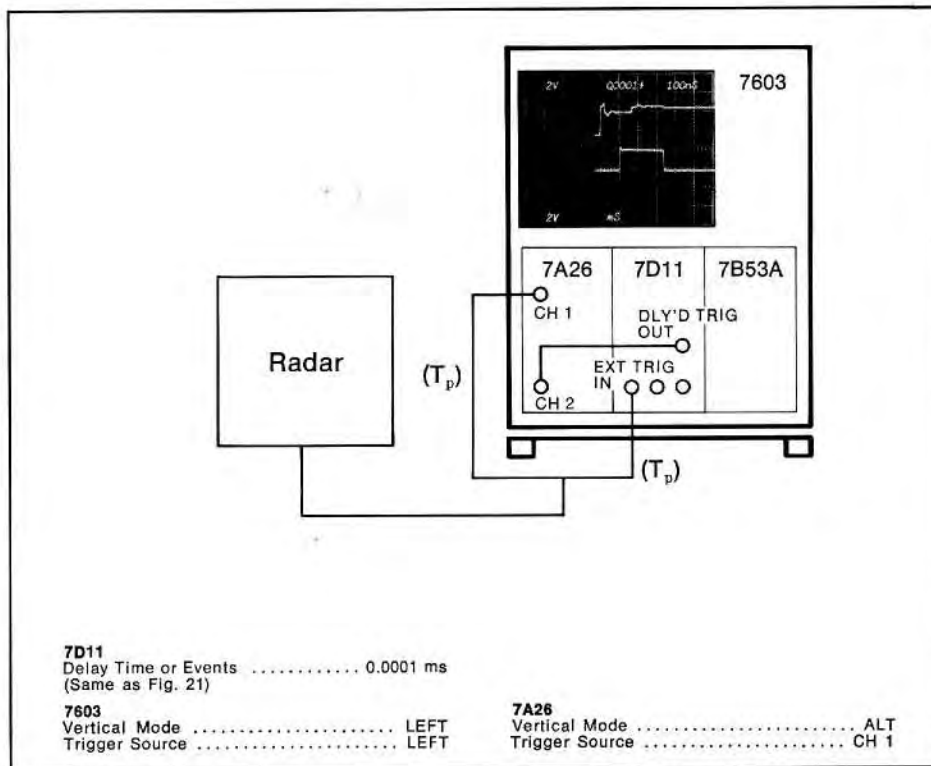 7603
2V 00001+ 100nS
2V mS
7A26 7D11 7B53A
CH 1
DLY'D TRIG
OUT
EXT TRIG
IN
CH 2
Radar
(Tp)
(Tp)
7D11
Delay Time or Events ............ 0.0001 ms
(Same as Fig. 21)
7603
Vertical Mode ...................... LEFT
Trigger Source ..................... LEFT
7A26
Vertical Mode .............................. ALT
Trigger Source ........................ CH 1